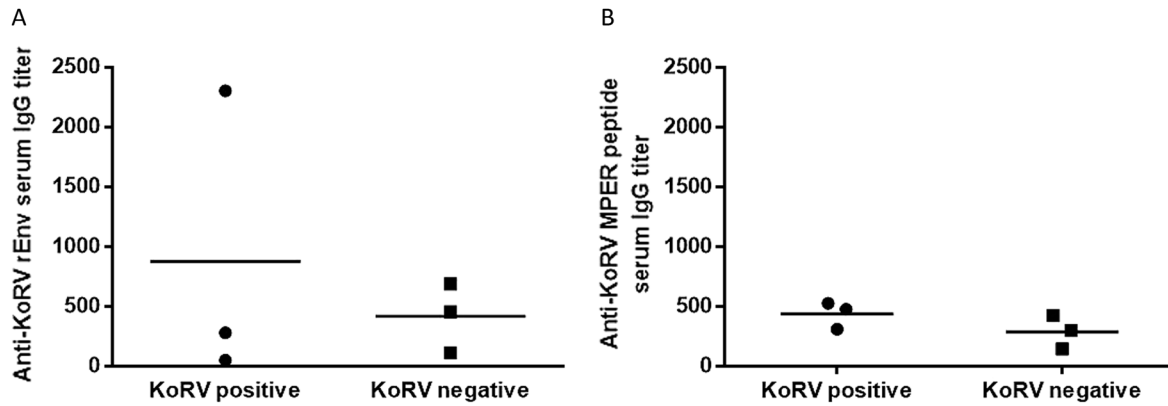 A
Anti-KoRV rEnv serum IgG titer
2500
2000
1500
1000
500
0
KoRV positive
KoRV negative
B
Anti-KoRV MPER peptide
serum IgG titer
2500
2000
1500
1000
500
0
KoRV positive
KoRV negative